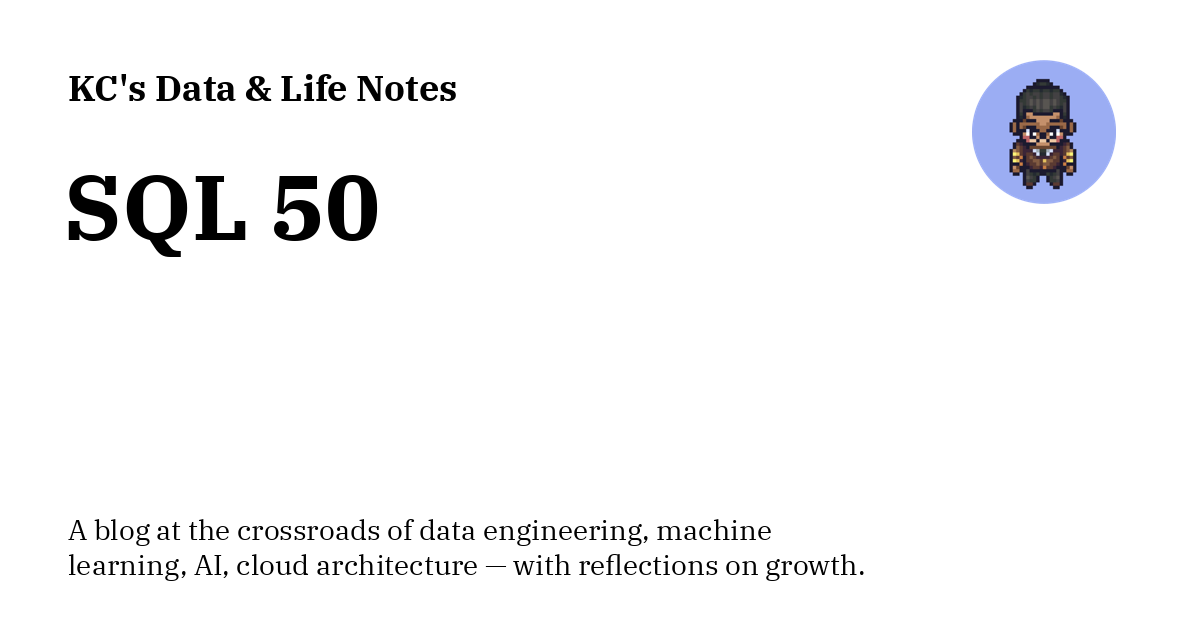 KC's Data & Life Notes
SQL 50
A blog at the crossroads of data engineering, machine
learning, AI, cloud architecture — with reflections on growth.